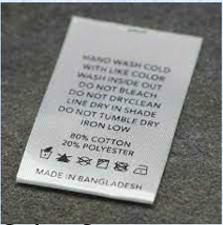 HAND WASH COLD
WITH LIKE COLOR
WASH INSIDE OUT
DO NOT BLEACH
DO NOT DRYCLEAN
LINE DRY IN SHADE
DO NOT TUMBLE DRY
IRON LOW
80% COTTON
20% POLYESTER
MADE IN BANGLADESH